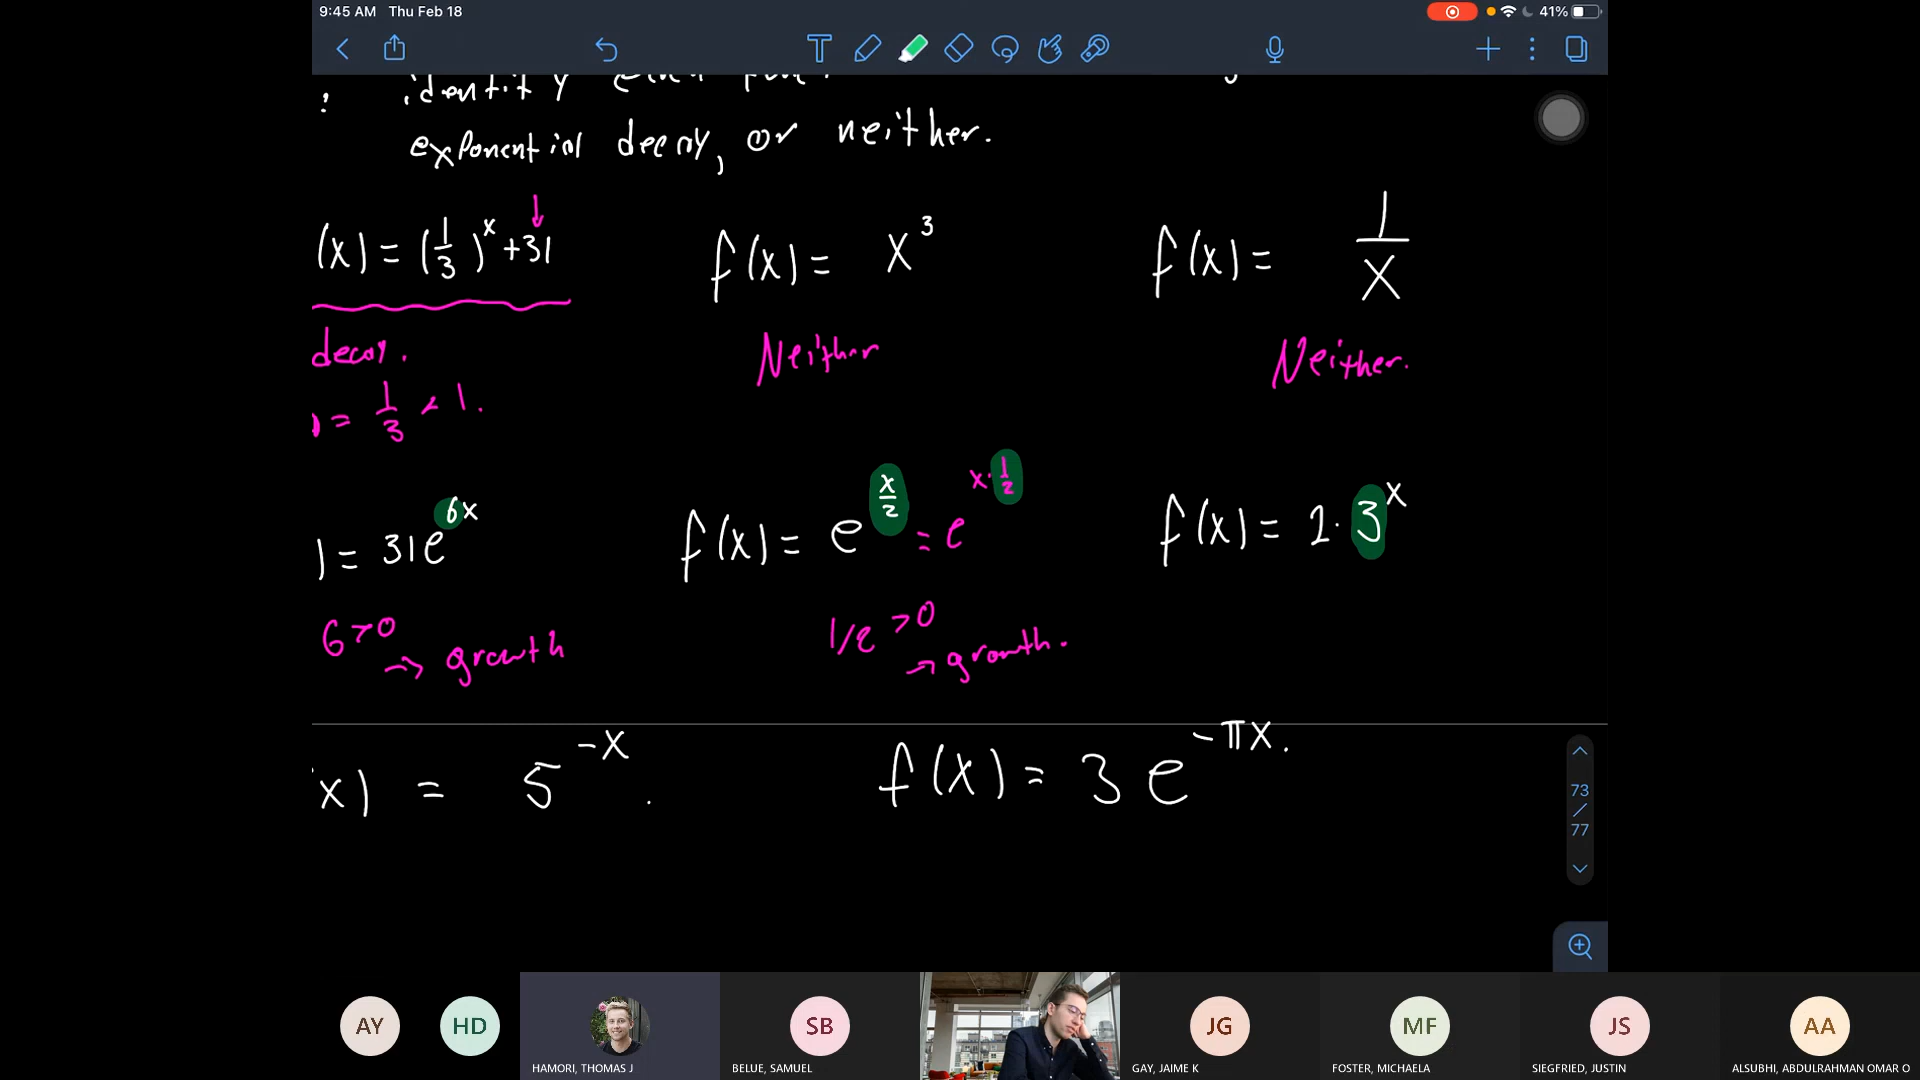 9:45 AM Thu Feb 18
41%
identify
exponential decay, or neither.
(x) = (1/3)^x + 31
f(x) = x^3
f(x) = 1/x
decay.
Neither
Neither.
= 1/3 < 1.
) = 31e^6x
f(x) = e^x/2 = e^x·1/2
f(x) = 2·3^x
6>0
→ growth
1/2 >0
→ growth.
x) = 5^-x.
f(x) = 3e^-πx.
73
/
77
AY
HD
SB
JG
MF
JS
AA
HAMORI, THOMAS J
BELUE, SAMUEL
GAY, JAIME K
FOSTER, MICHAELA
SIEGFRIED, JUSTIN
ALSUBHI, ABDULRAHMAN OMAR O